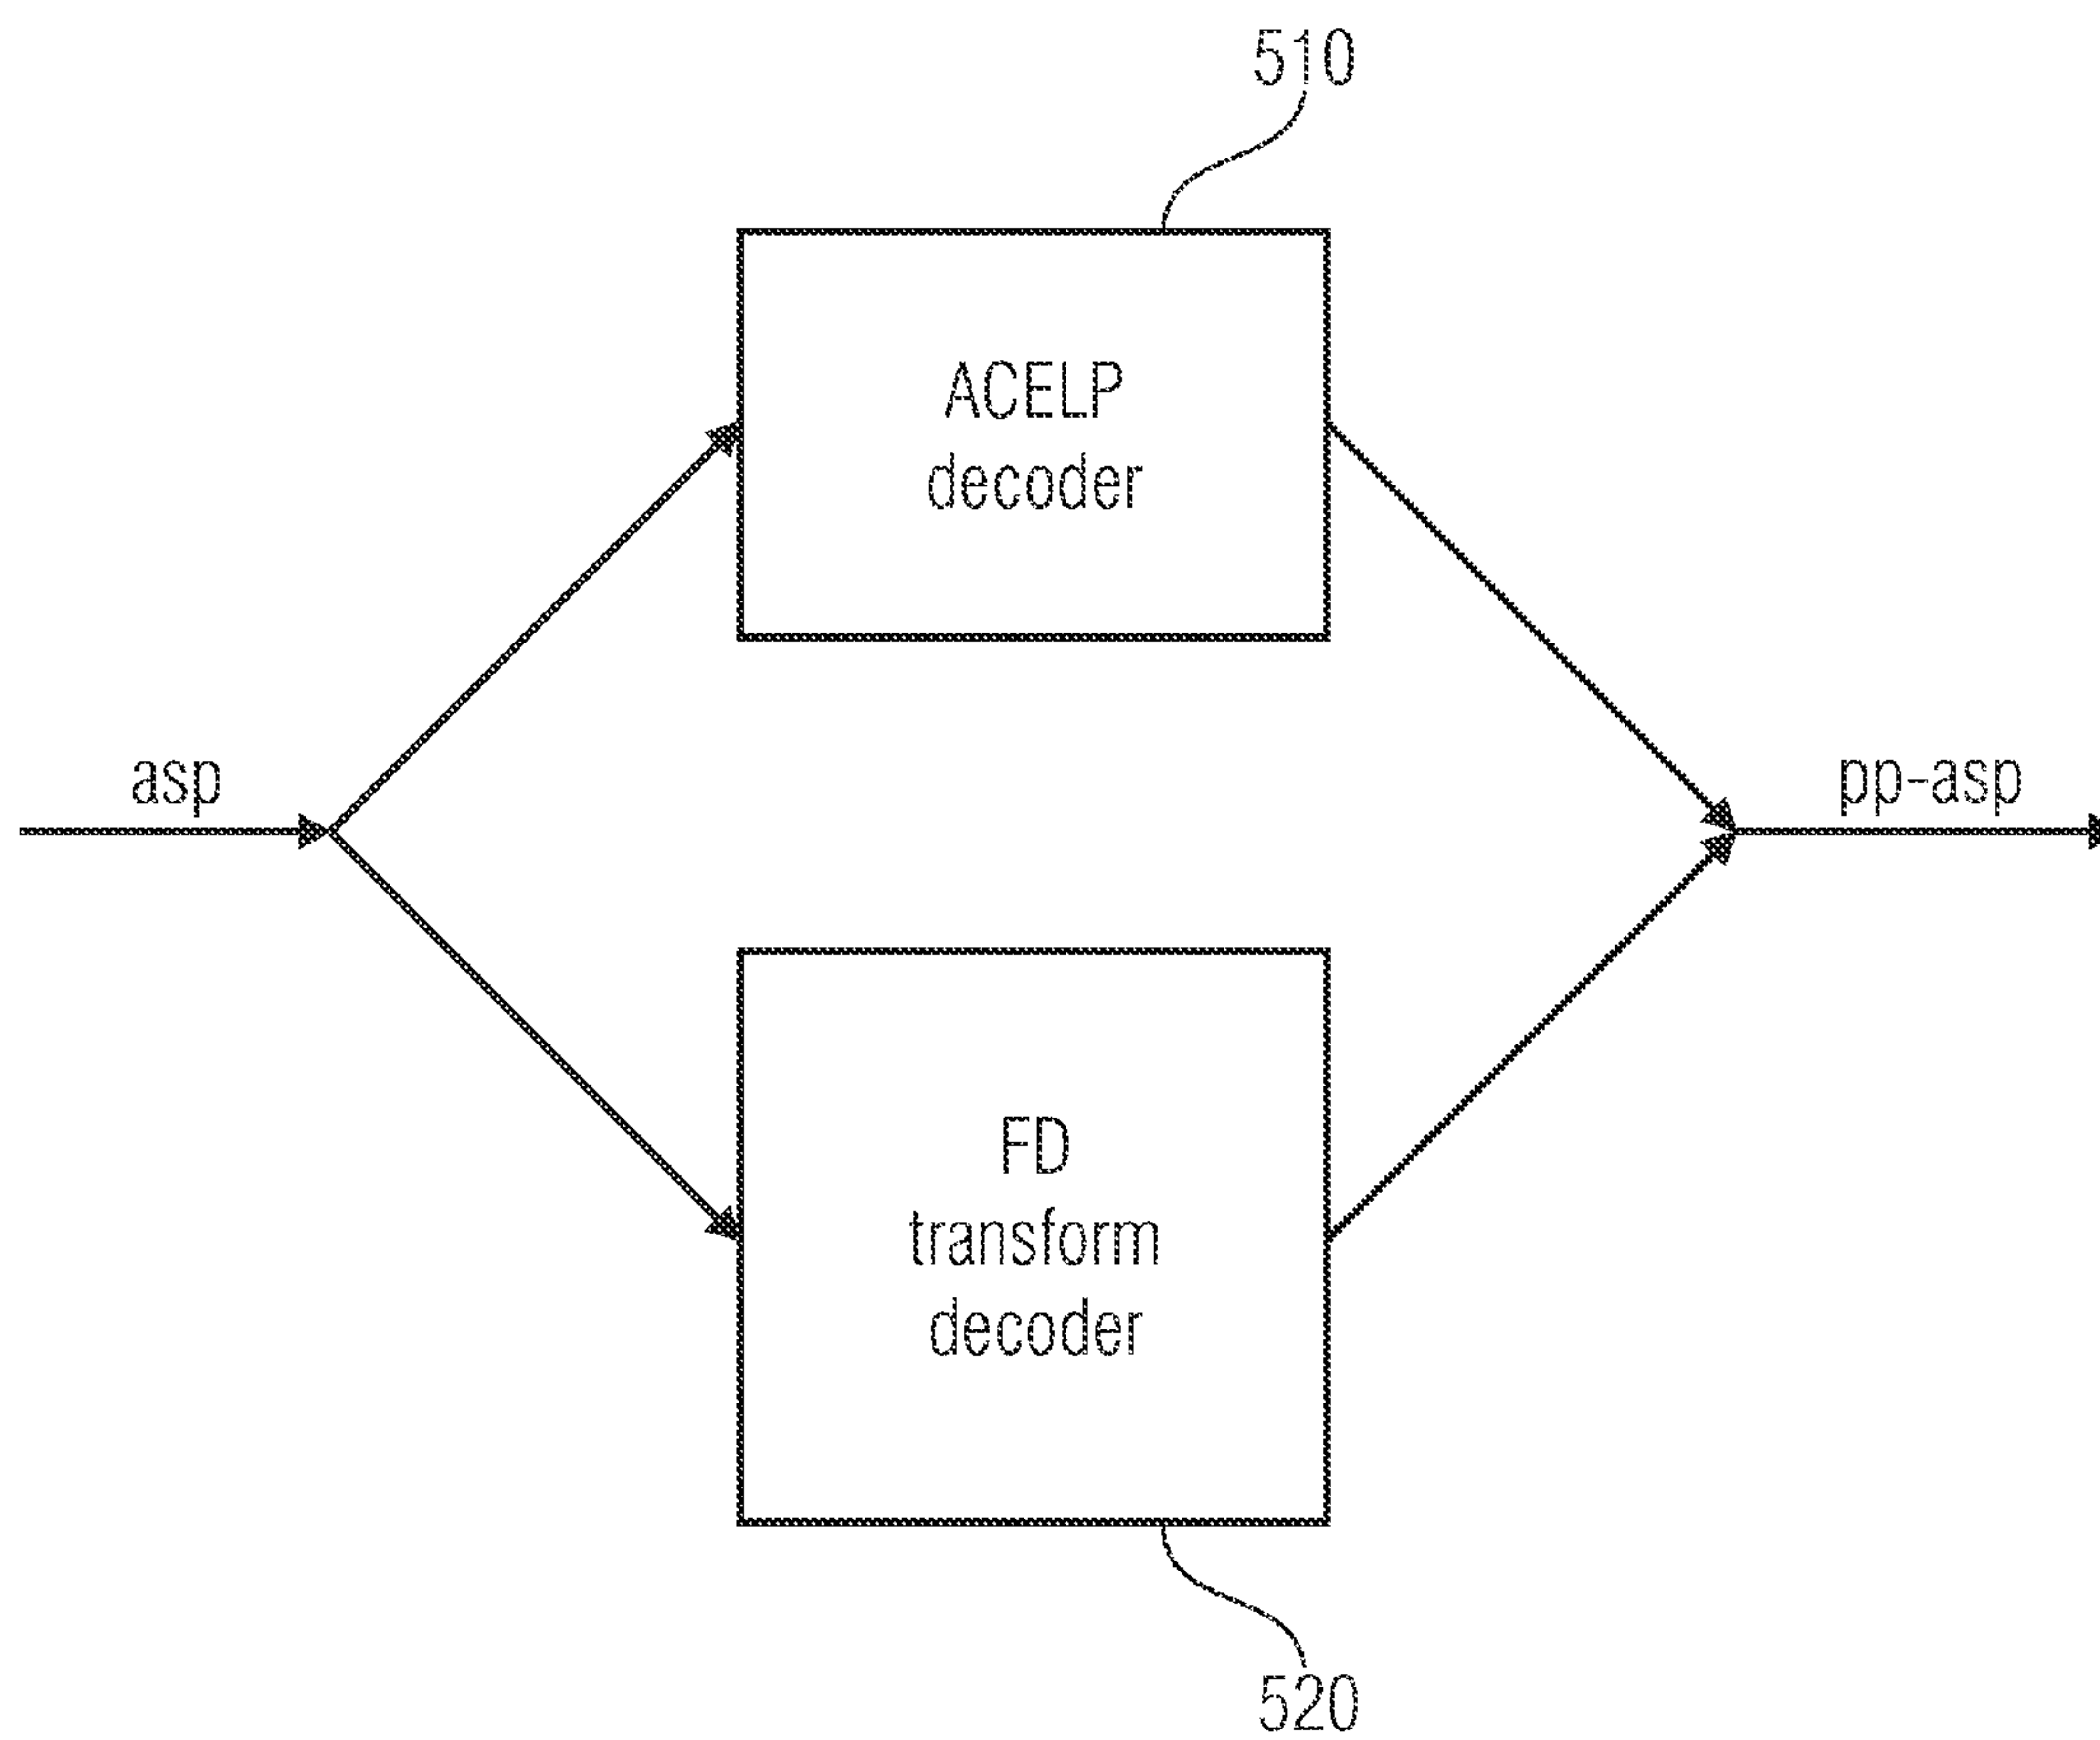 510
ACELP
decoder
asp
pp-asp
FD
transform
decoder
520